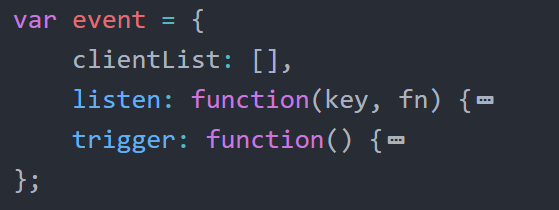 var event = {
    clientList: [],
    listen: function(key, fn) {⋯
    trigger: function() {⋯
};